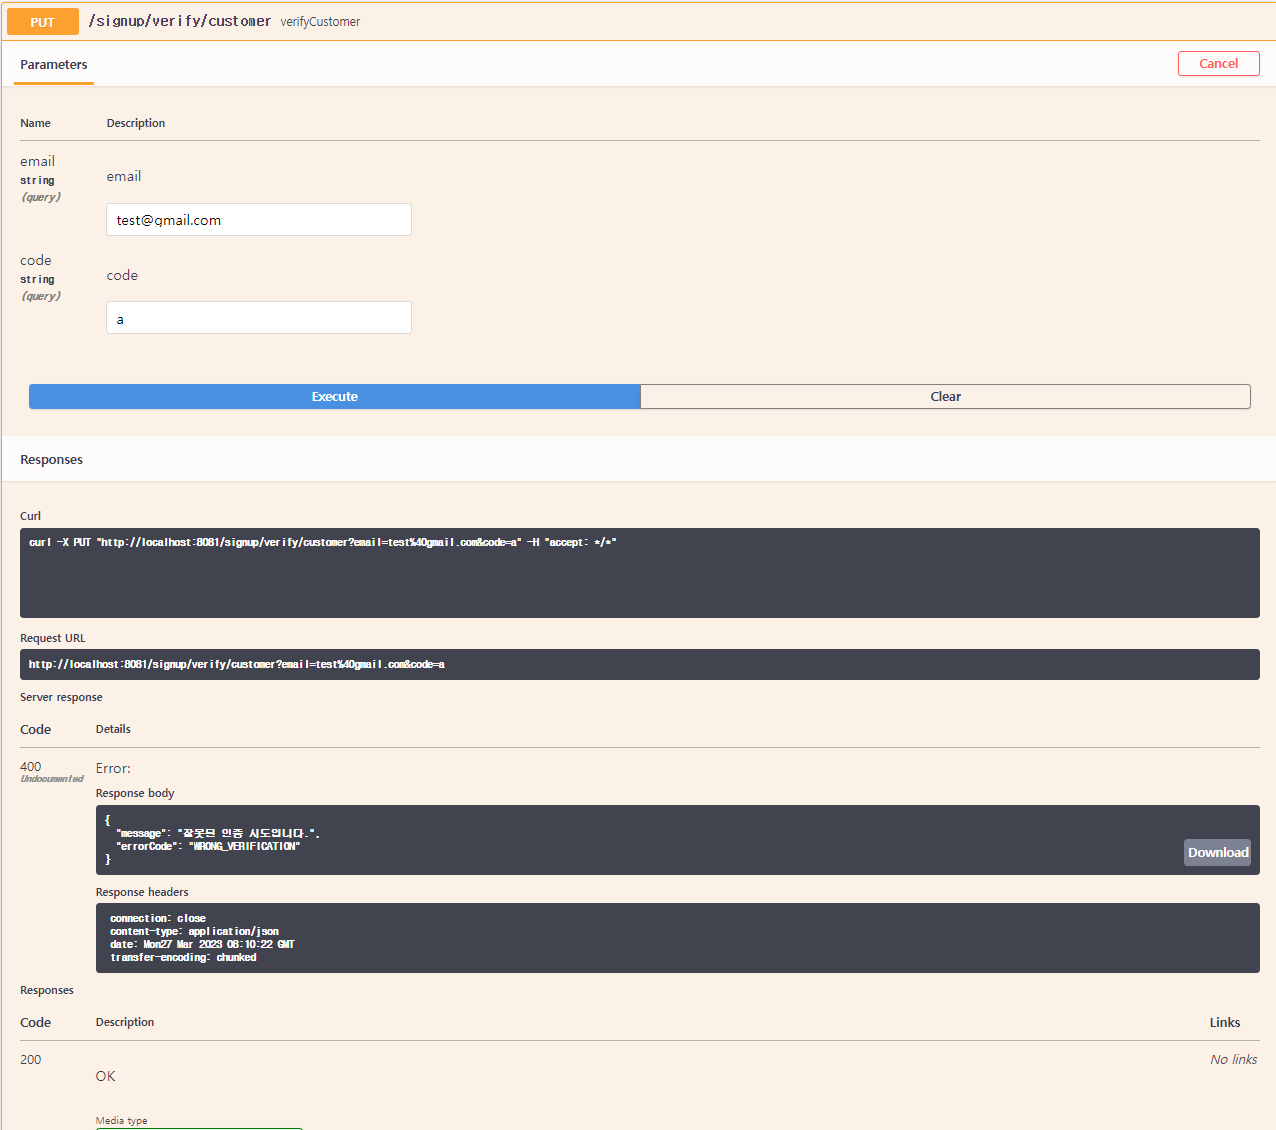 PUT /signup/verify/customer verifyCustomer
Parameters Cancel
Name Description
email email
string
(query)
test@gmail.com
code code
string
(query)
a
Execute Clear
Responses
Curl
curl -X PUT "http://localhost:8081/signup/verify/customer?email=test%40gmail.com&code=a" -H "accept: */*"
Request URL
http://localhost:8081/signup/verify/customer?email=test%40gmail.com&code=a
Server response
Code Details
400 Error:
Undocumented
Response body
{
"message": "잘못된 인증 시도입니다.",
"errorCode": "WRONG_VERIFICATION"
}
Download
Response headers
connection: close
content-type: application/json
date: Mon27 Mar 2023 08:10:22 GMT
transfer-encoding: chunked
Responses
Code Description Links
200 No links
OK
Media type